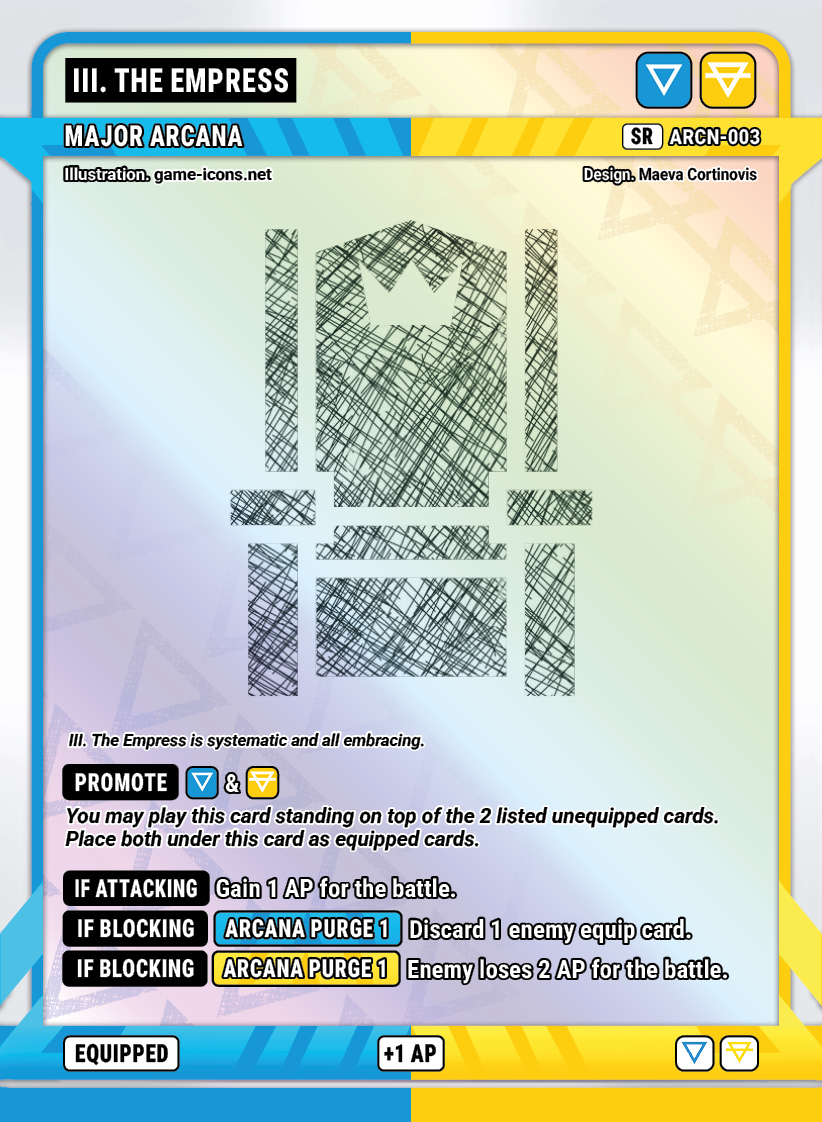 III. THE EMPRESS
MAJOR ARCANA
SR ARCN-003
Illustration. game-icons.net
Design. Maeva Cortinovis
III. The Empress is systematic and all embracing.
PROMOTE &
You may play this card standing on top of the 2 listed unequipped cards.
Place both under this card as equipped cards.
IF ATTACKING Gain 1 AP for the battle.
IF BLOCKING ARCANA PURGE 1 Discard 1 enemy equip card.
IF BLOCKING ARCANA PURGE 1 Enemy loses 2 AP for the battle.
EQUIPPED +1 AP